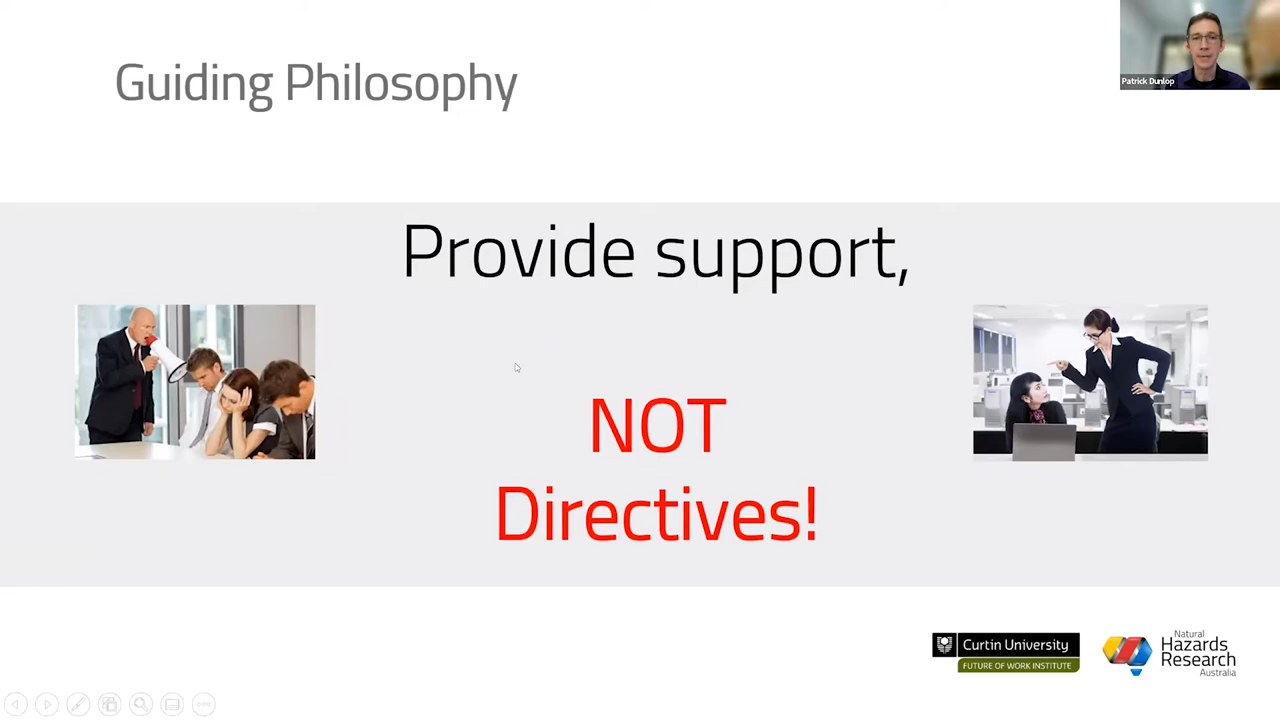 Guiding Philosophy
Patrick Dunlop
Provide support,
NOT
Directives!
Curtin University
FUTURE OF WORK INSTITUTE
Natural
Hazards
Research
Australia